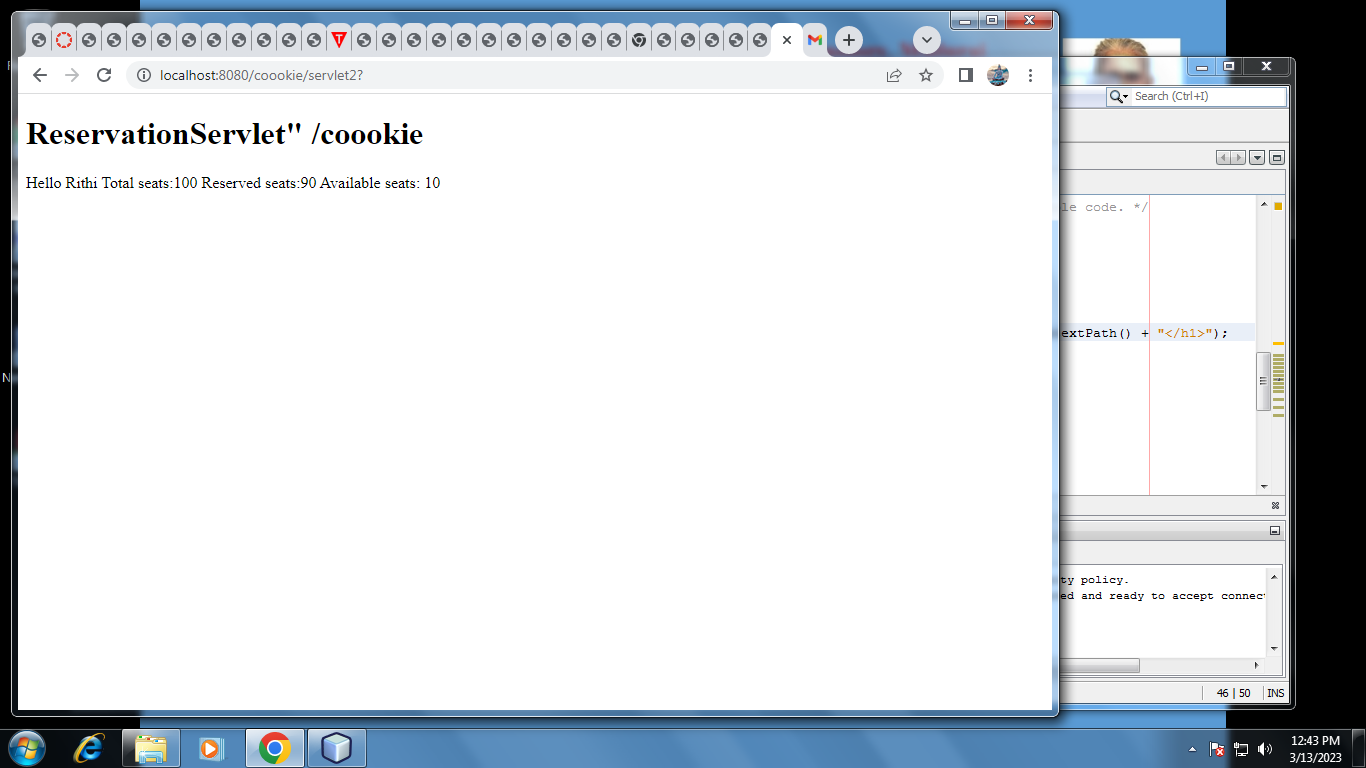 localhost:8080/coookie/servlet2?
Search (Ctrl+I)
ReservationServlet" /coookie
Hello Rithi Total seats:100 Reserved seats:90 Available seats: 10
le code. */
extPath() + "</h1>");
ty policy.
ed and ready to accept connec
46 | 50 INS
12:43 PM
3/13/2023